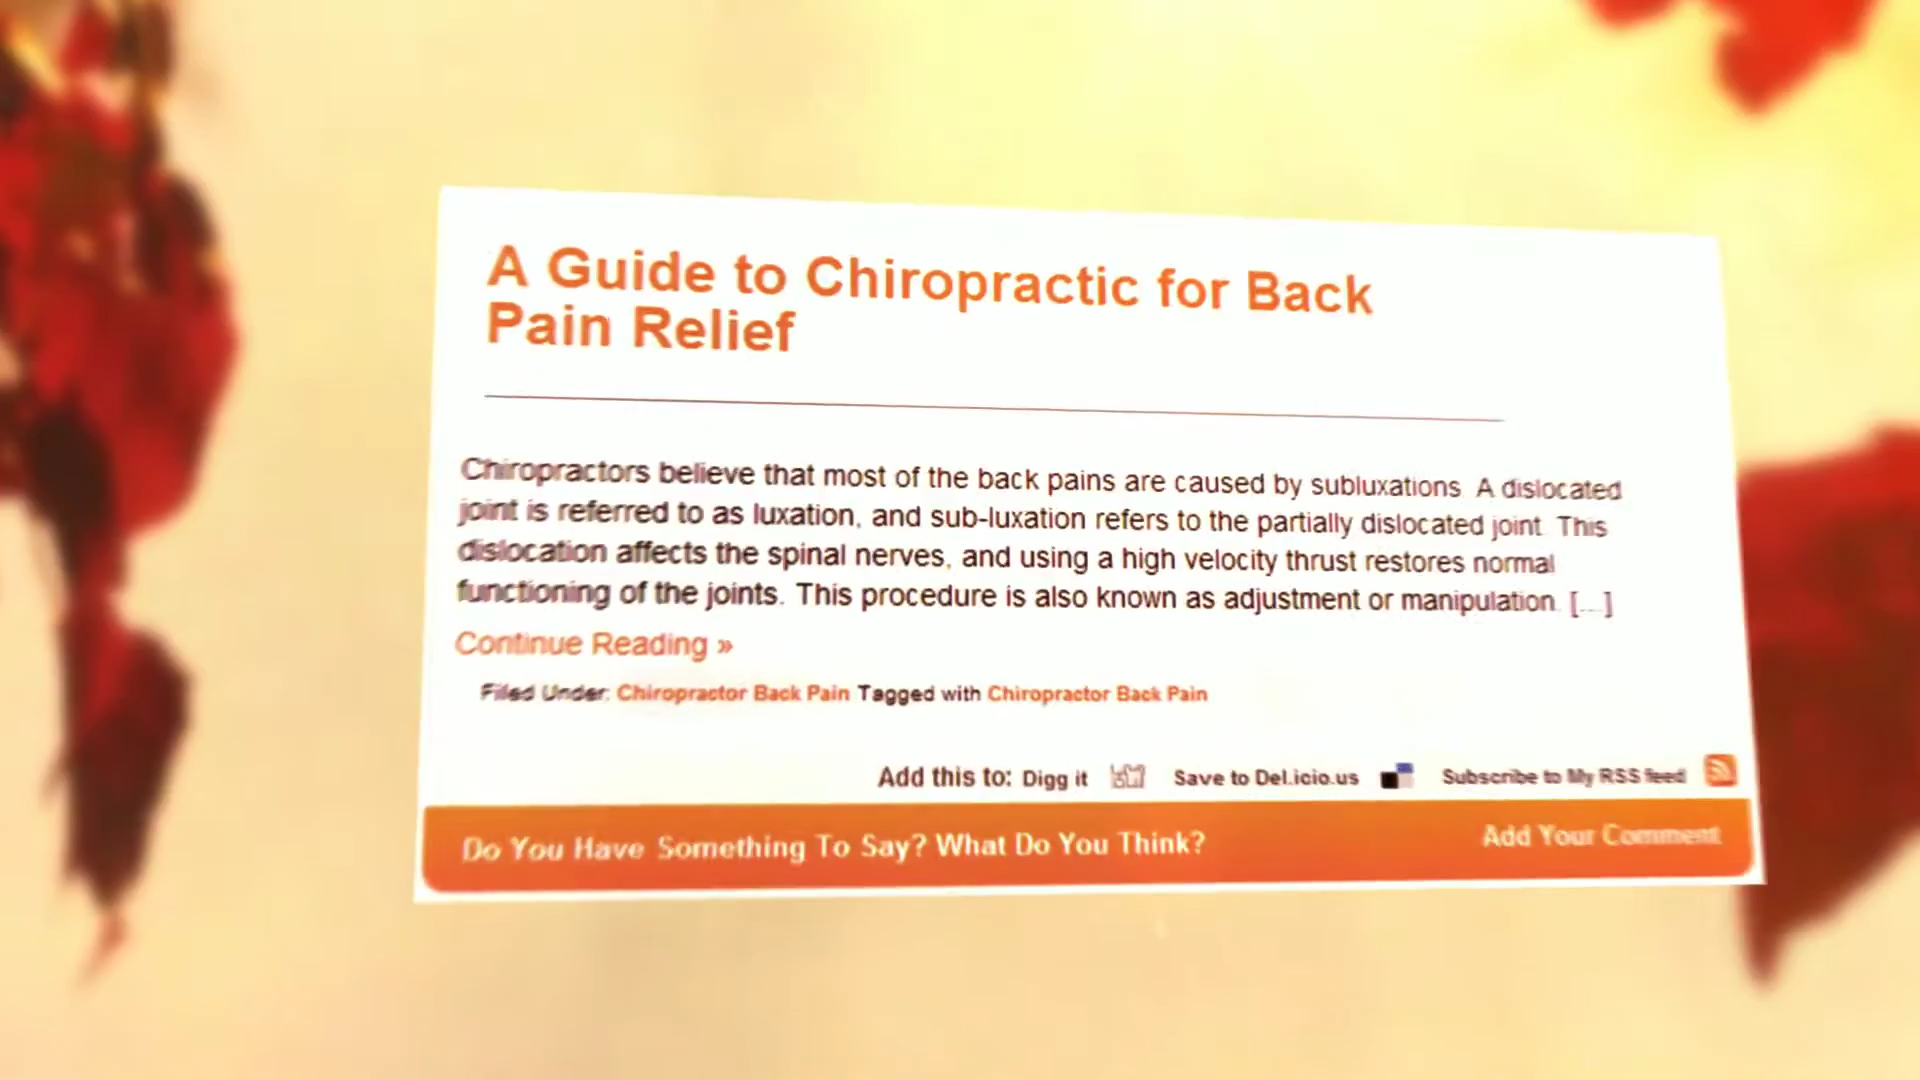 A Guide to Chiropractic for Back
Pain Relief
Chiropractors believe that most of the back pains are caused by subluxations. A dislocated
joint is referred to as luxation, and sub-luxation refers to the partially dislocated joint. This
dislocation affects the spinal nerves, and using a high velocity thrust restores normal
functioning of the joints. This procedure is also known as adjustment or manipulation. [...]
Continue Reading »
Filed Under: Chiropractor Back Pain Tagged with Chiropractor Back Pain
Add this to: Digg it Save to Del.icio.us Subscribe to My RSS feed
Do You Have Something To Say? What Do You Think? Add Your Comment